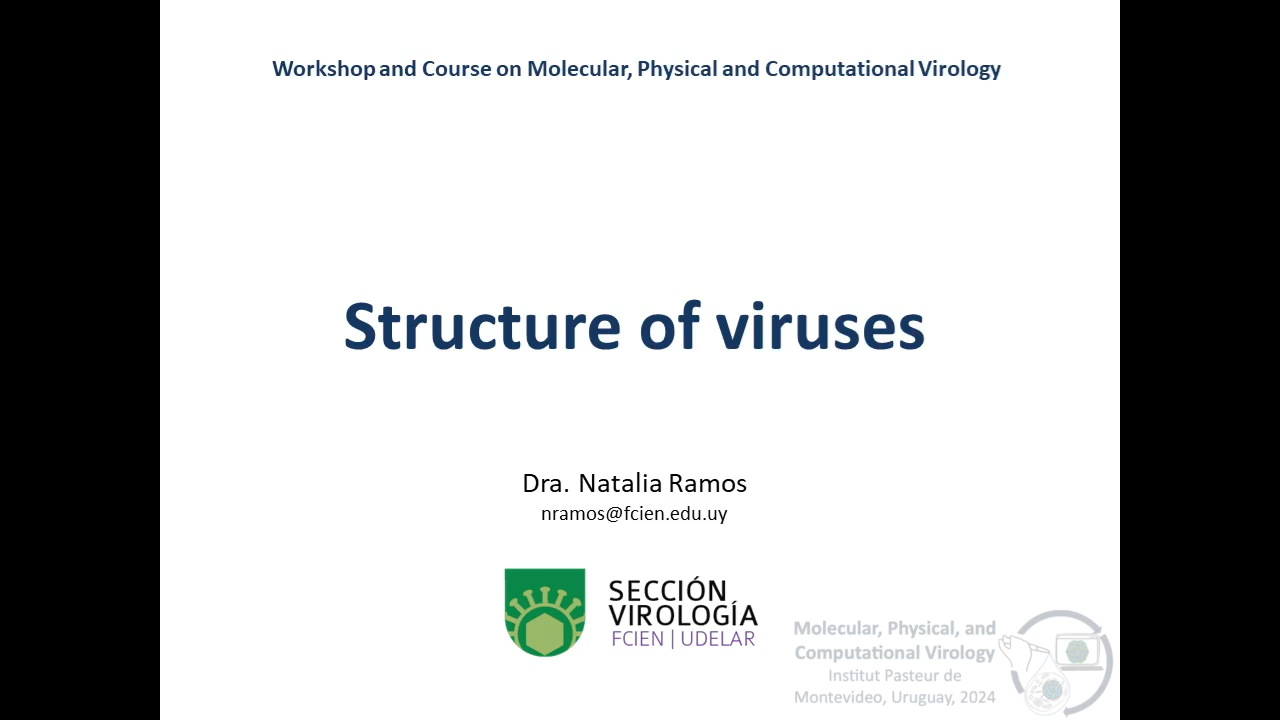 Workshop and Course on Molecular, Physical and Computational Virology
Structure of viruses
Dra. Natalia Ramos
nramos@fcien.edu.uy
SECCIÓN
VIROLOGÍA
FCIEN | UDELAR
Molecular, Physical, and
Computational Virology
Institut Pasteur de
Montevideo, Uruguay, 2024